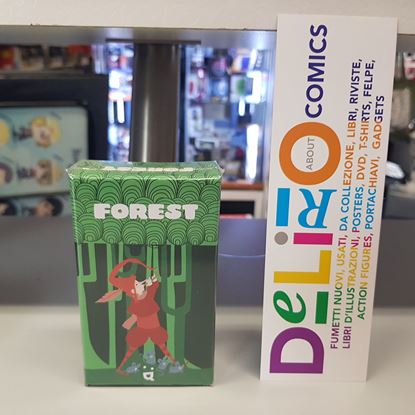 FOREST
DeLiRiO
ABOUT COMICS
FUMETTI NUOVI, USATI, DA COLLEZIONE, LIBRI, RIVISTE,
LIBRI D'ILLUSTRAZIONI, POSTERS, DVD, T-SHIRTS, FELPE,
ACTION FIGURES, PORTACHIAVI, GADGETS